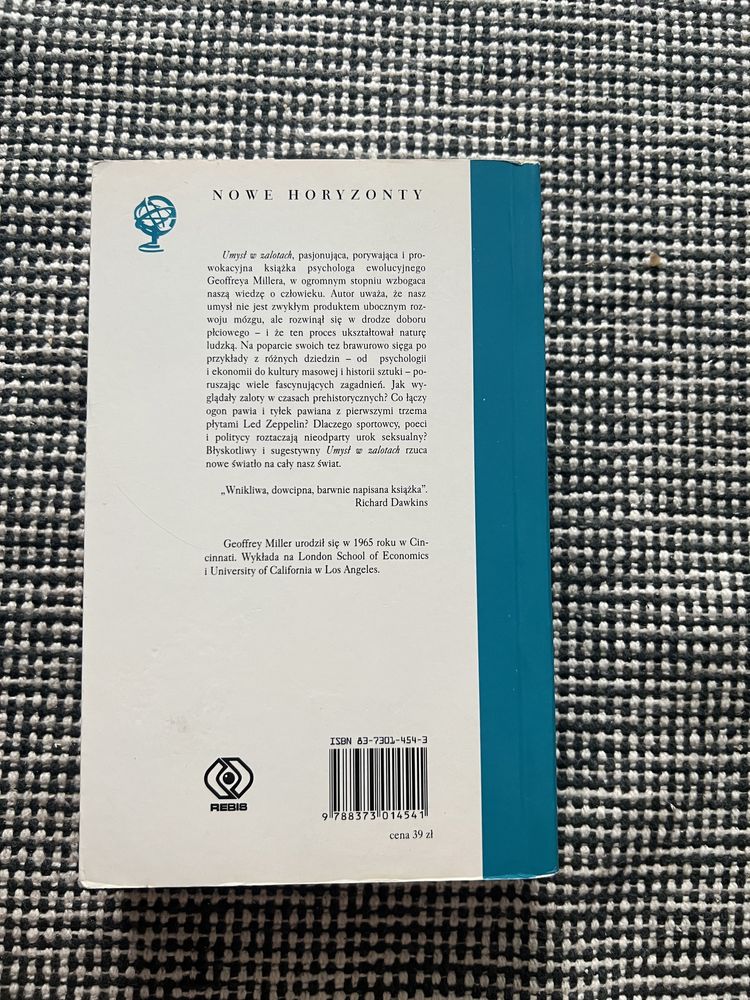 NOWE HORYZONTY
Umysł w zalotach, pasjonująca, porywająca i pro-
wokacyjna książka psychologa ewolucyjnego
Geoffreya Millera, w ogromnym stopniu wzbogaca
naszą wiedzę o człowieku. Autor uważa, że nasz
umysł nie jest zwykłym produktem ubocznym roz-
woju mózgu, ale rozwinął się w drodze doboru
płciowego – i że ten proces ukształtował naturę
ludzką. Na poparcie swoich tez brawurowo sięga po
przykłady z różnych dziedzin – od psychologii
i ekonomii do kultury masowej i historii sztuki – po-
ruszając wiele fascynujących zagadnień. Jak wy-
glądały zaloty w czasach prehistorycznych? Co łączy
ogon pawia i tyłek pawiana z pierwszymi trzema
płytami Led Zeppelin? Dlaczego sportowcy, poeci
i politycy roztaczają nieodparty urok seksualny?
Błyskotliwy i sugestywny Umysł w zalotach rzuca
nowe światło na cały nasz świat.
„Wnikliwa, dowcipna, barwnie napisana książka”.
Richard Dawkins
Geoffrey Miller urodził się w 1965 roku w Cin-
cinnati. Wykłada na London School of Economics
i University of California w Los Angeles.
ISBN 83-7301-454-3
REBIS
9 788373 014541
cena 39 zł